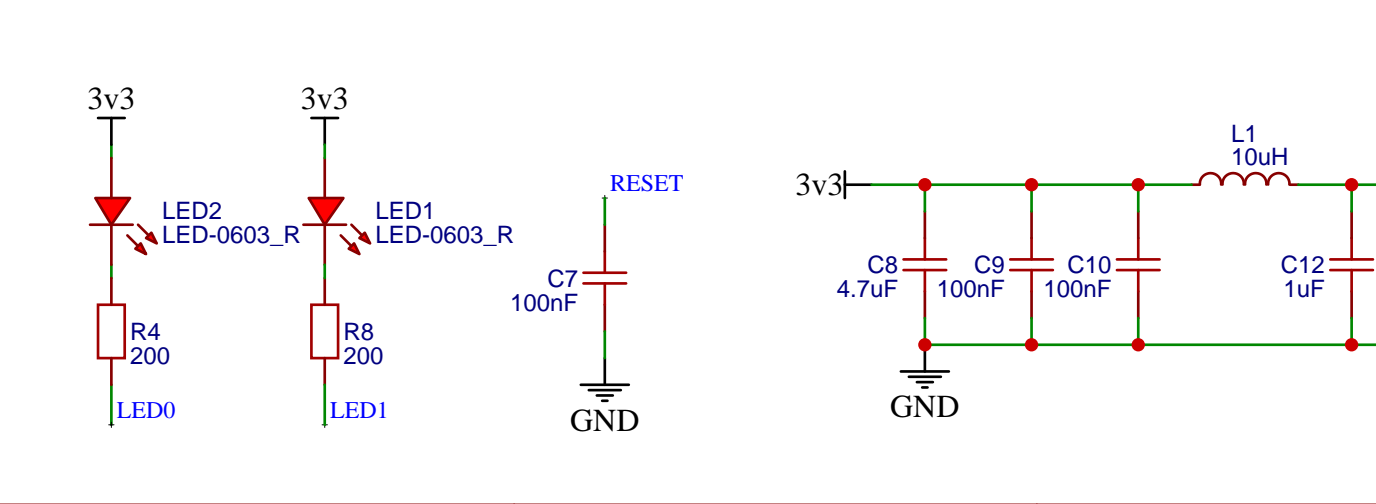 3v3
3v3
LED2
LED-0603_R
LED1
LED-0603_R
R4
200
R8
200
LED0
LED1
RESET
C7
100nF
GND
L1
10uH
3v3
C8
4.7uF
C9
100nF
C10
100nF
C12
1uF
GND